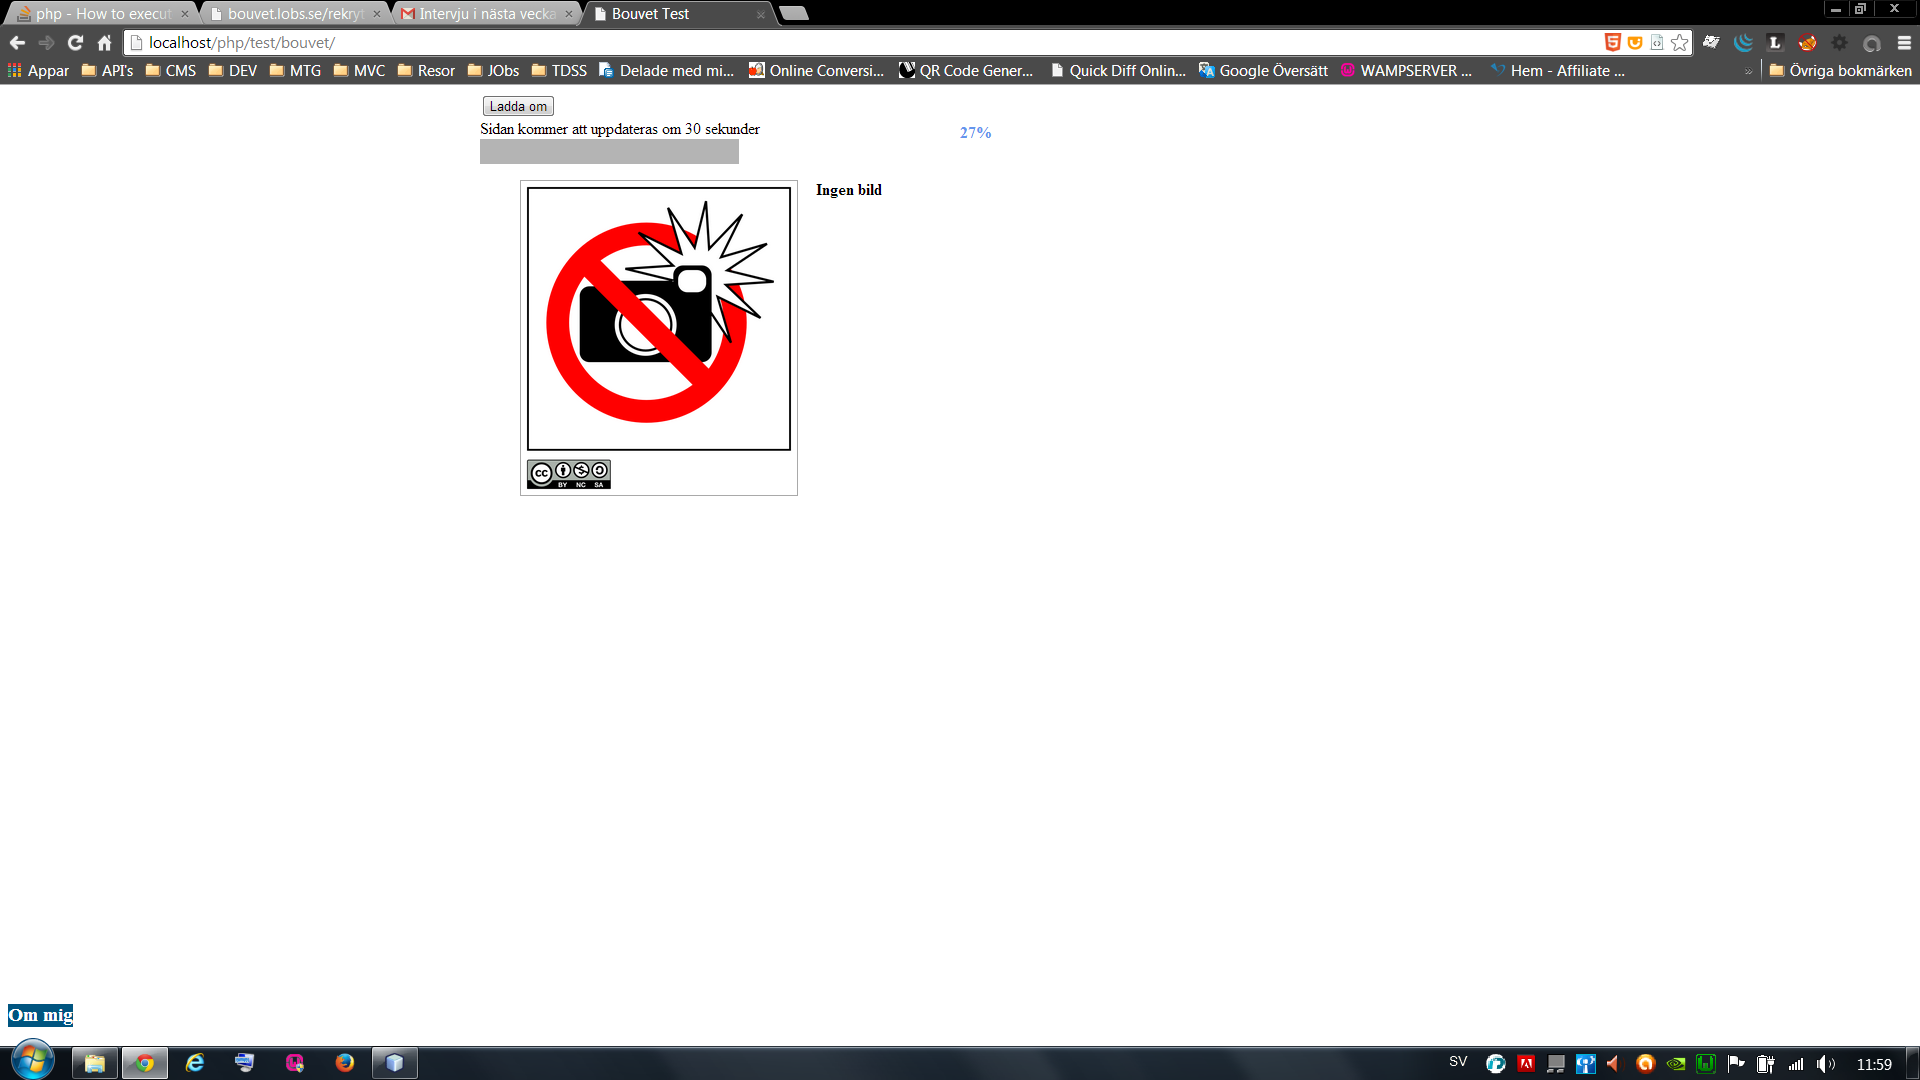 php - How to execut
bouvet.lobs.se/rekryt
Intervju i nästa vecka
Bouvet Test
localhost/php/test/bouvet/
Appar API's CMS DEV MTG MVC Resor JObs TDSS Delade med mi... Online Conversi... QR Code Gener... Quick Diff Onlin... Google Översätt WAMPSERVER ... Hem - Affiliate ... » Övriga bokmärken
Ladda om
Sidan kommer att uppdateras om 30 sekunder
27%
Ingen bild
cc
BY NC SA
Om mig
SV
11:59